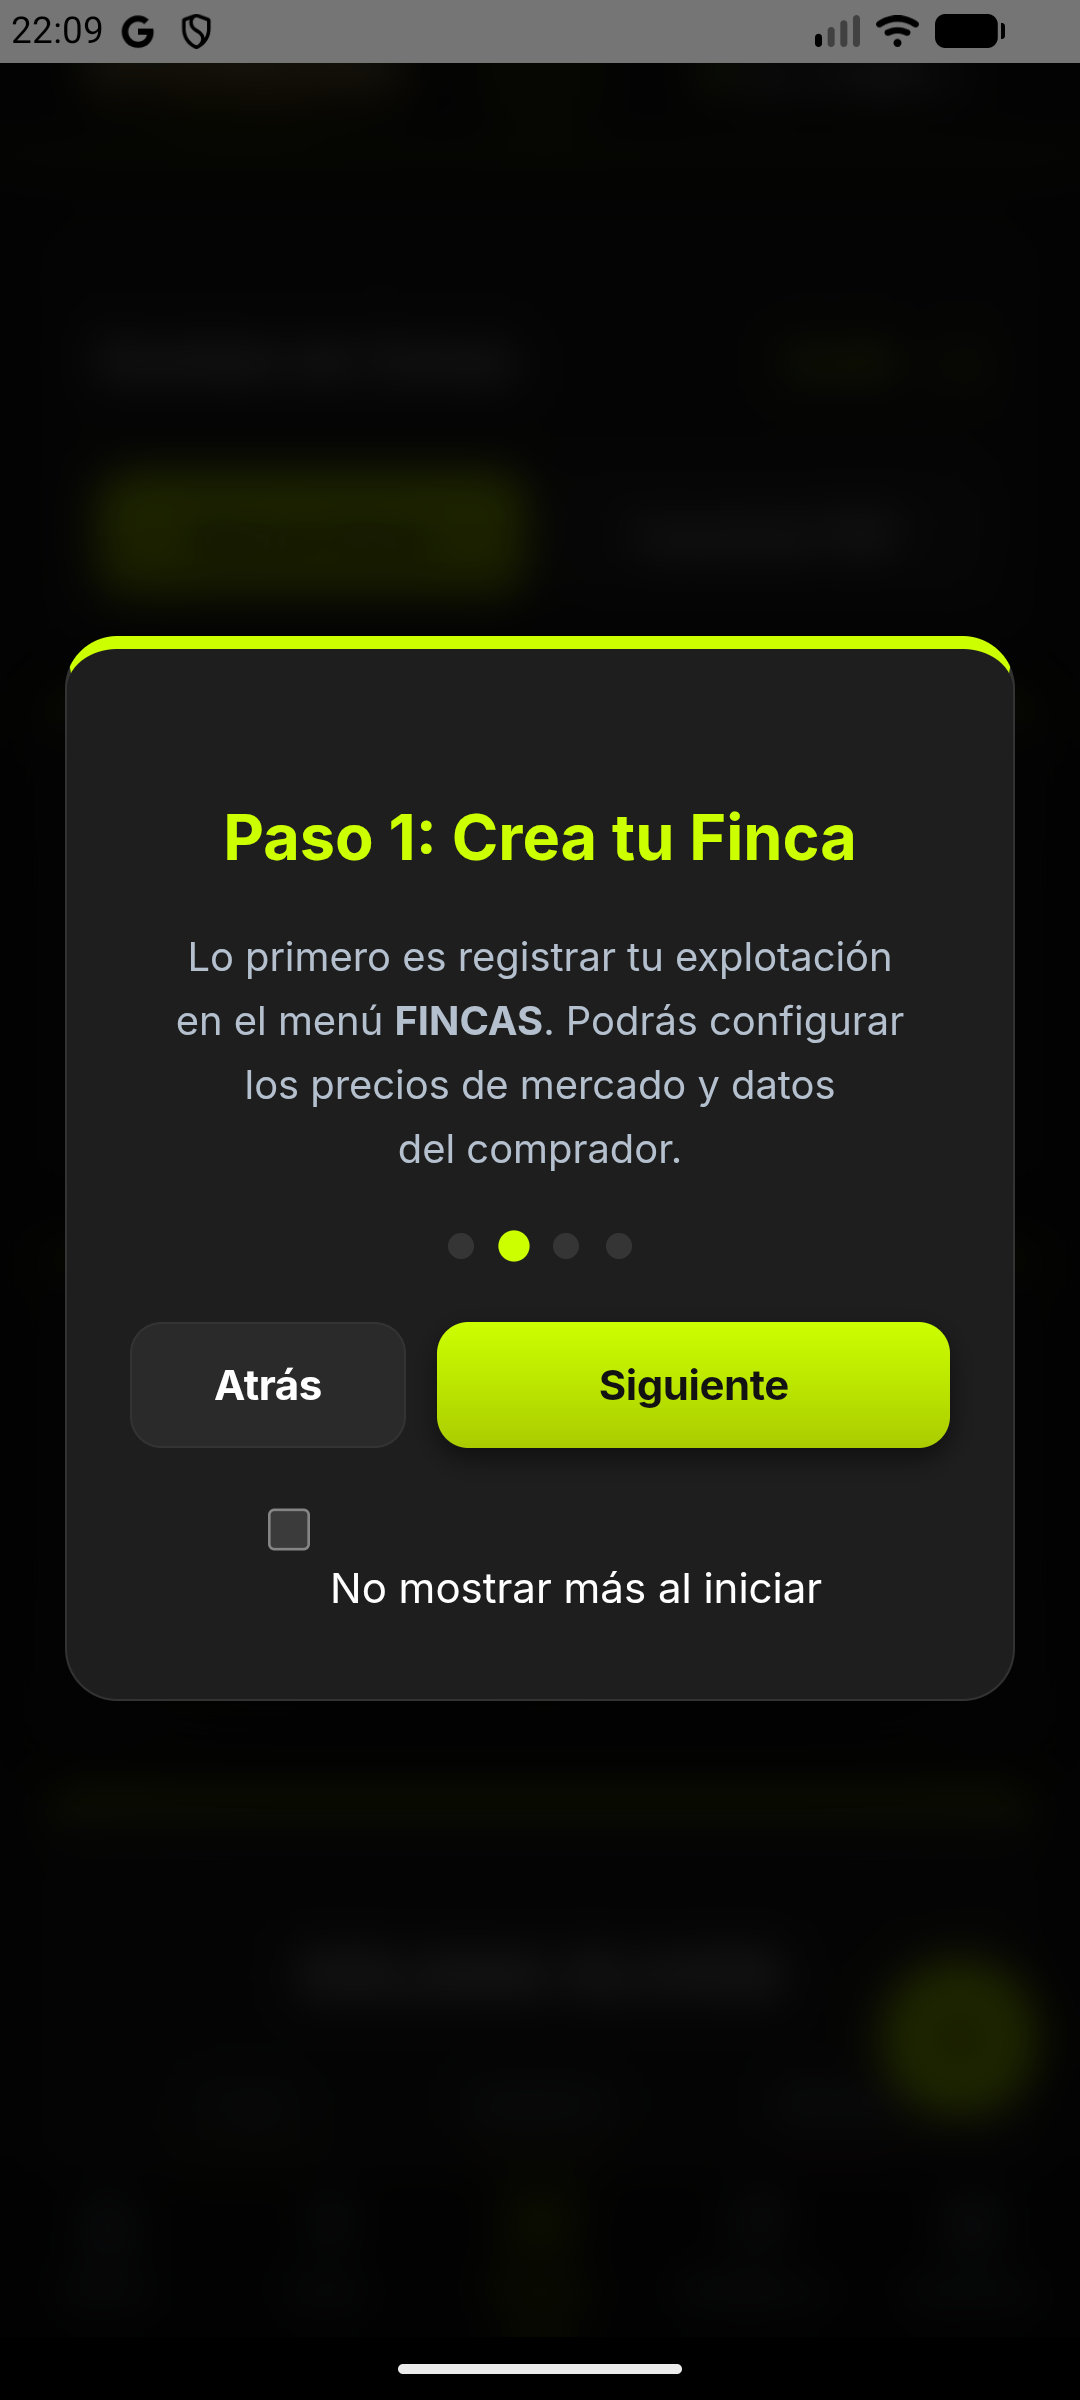 22:09
Paso 1: Crea tu Finca
Lo primero es registrar tu explotación
en el menú FINCAS. Podrás configurar
los precios de mercado y datos
del comprador.
Atrás
Siguiente
No mostrar más al iniciar